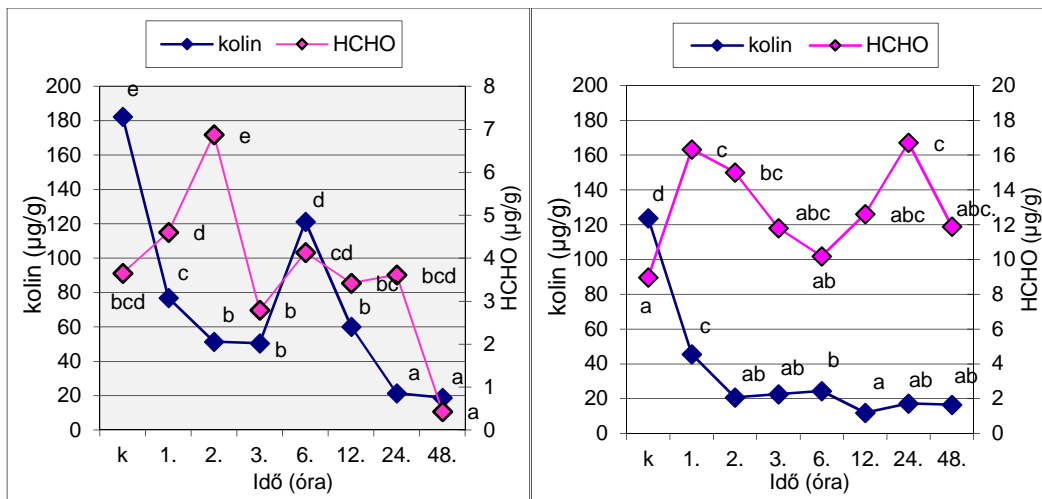 kolin HCHO
200
180
160
140
120
100
80
60
40
20
0
kolin (µg/g)
8
7
6
5
4
3
2
1
0
HCHO (µg/g)
e
c
b
b
d
b
a
a
bcd
d
e
b
cd
bc
bcd
a
k 1. 2. 3. 6. 12. 24. 48.
Idő (óra)
kolin HCHO
200
180
160
140
120
100
80
60
40
20
0
kolin (µg/g)
20
18
16
14
12
10
8
6
4
2
0
HCHO (µg/g)
d
c
ab
ab
b
a
ab
ab
a
c
bc
abc
ab
abc
c
abc.
k 1. 2. 3. 6. 12. 24. 48.
Idő (óra)